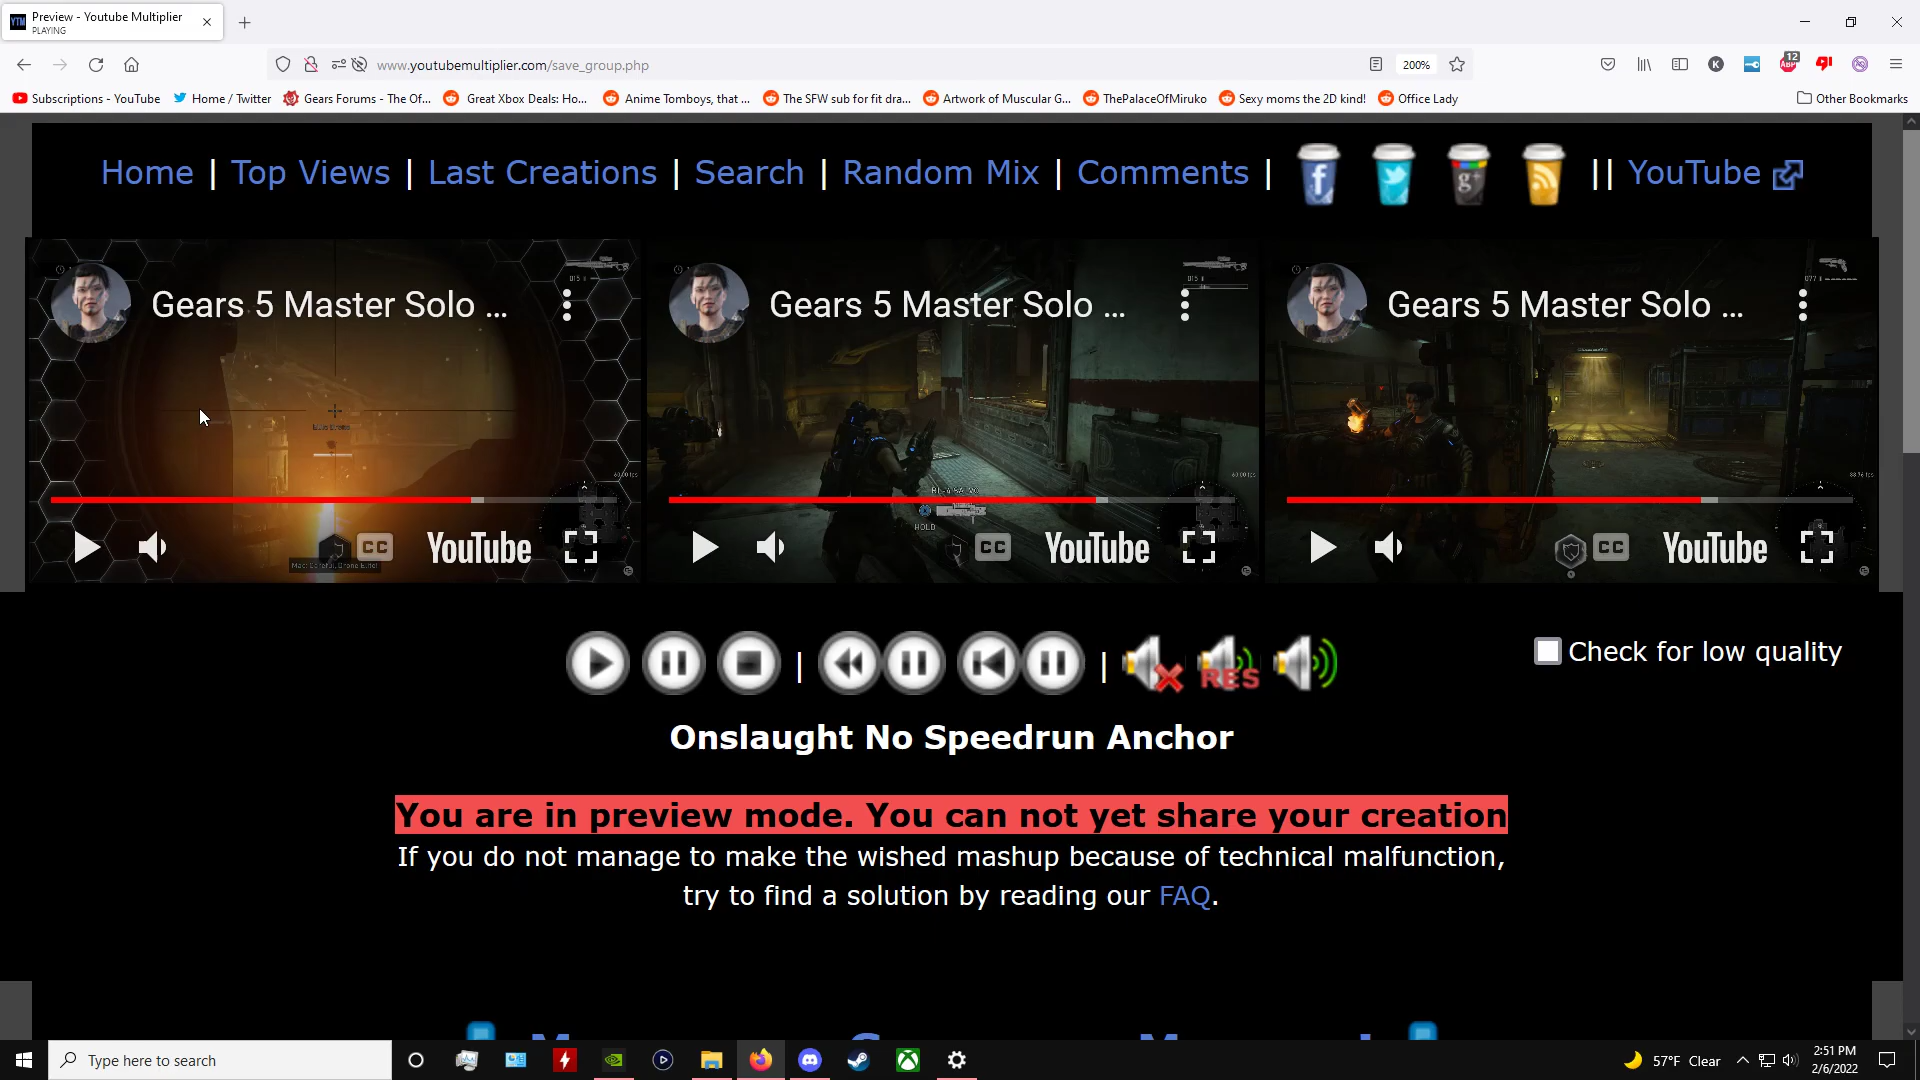 Preview - Youtube Multiplier
PLAYING
www.youtubemultiplier.com/save_group.php
200%
12
ABP
K
Subscriptions - YouTube
Home / Twitter
Gears Forums - The Of...
Great Xbox Deals: Ho...
Anime Tomboys, that ...
The SFW sub for fit dra...
Artwork of Muscular G...
ThePalaceOfMiruko
Sexy moms the 2D kind!
Office Lady
Other Bookmarks
Home | Top Views | Last Creations | Search | Random Mix | Comments | || YouTube
Gears 5 Master Solo ...
Gears 5 Master Solo ...
Gears 5 Master Solo ...
HOLD
CC YouTube
CC YouTube
CC YouTube
RES
Check for low quality
Onslaught No Speedrun Anchor
You are in preview mode. You can not yet share your creation
If you do not manage to make the wished mashup because of technical malfunction,
try to find a solution by reading our FAQ.
Type here to search
57°F Clear
2:51 PM
2/6/2022